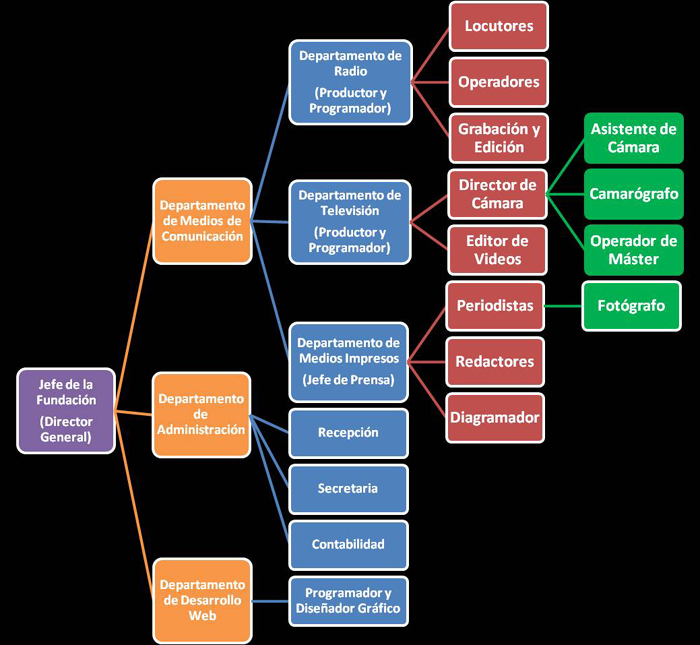 Jefe de la
Fundación
(Director
General)
Departamento
de Medios de
Comunicación
Departamento de
Radio
(Productor y
Programador)
Locutores
Operadores
Grabación y
Edición
Departamento de
Televisión
(Productor y
Programador)
Director de
Cámara
Asistente de
Cámara
Camarógrafo
Operador de
Máster
Editor de
Videos
Departamento de
Medios Impresos
(Jefe de Prensa)
Periodistas
Fotógrafo
Redactores
Diagramador
Departamento
de
Administración
Recepción
Secretaria
Contabilidad
Departamento
de Desarrollo
Web
Programador y
Diseñador Gráfico